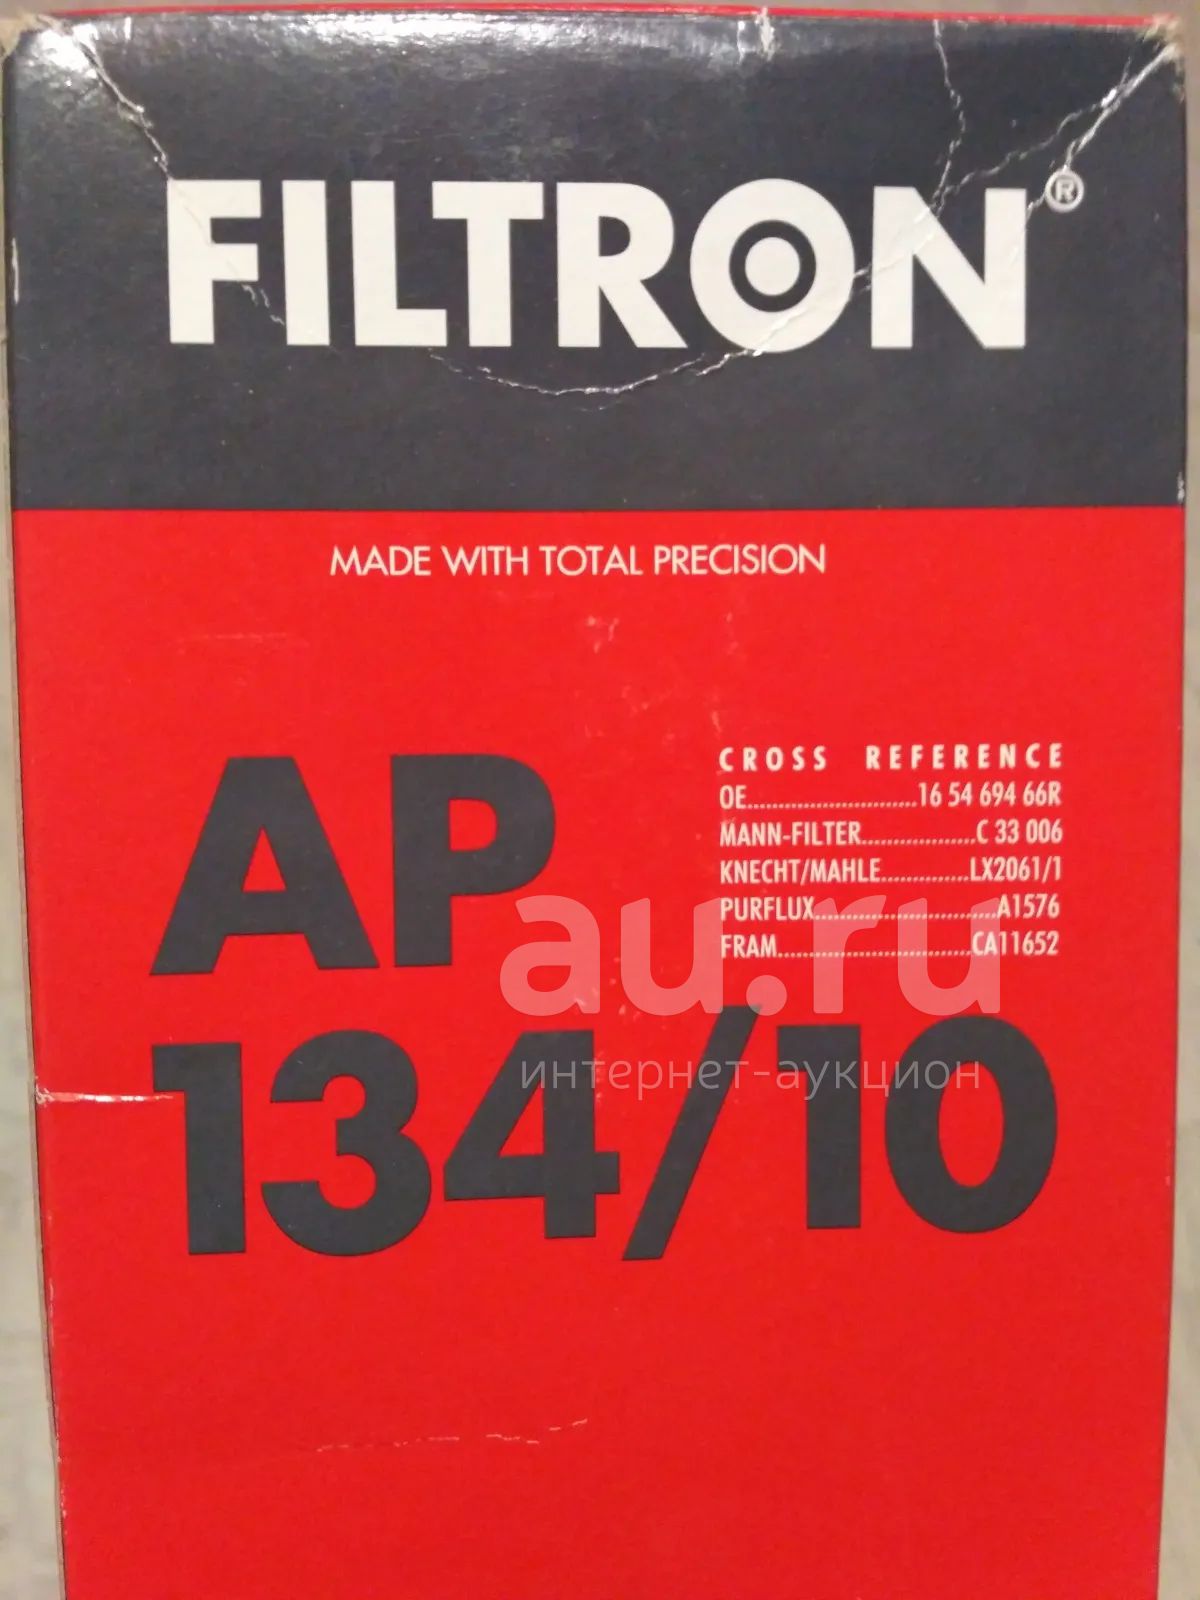 FILTRON®
MADE WITH TOTAL PRECISION
AP
134/10
CROSS REFERENCE
OE............................16 54 694 66R
MANN-FILTER...................C 33 006
KNECHT/MAHLE...............LX2061/1
PURFLUX..............................A1576
FRAM................................CA11652
au.ru
интернет-аукцион